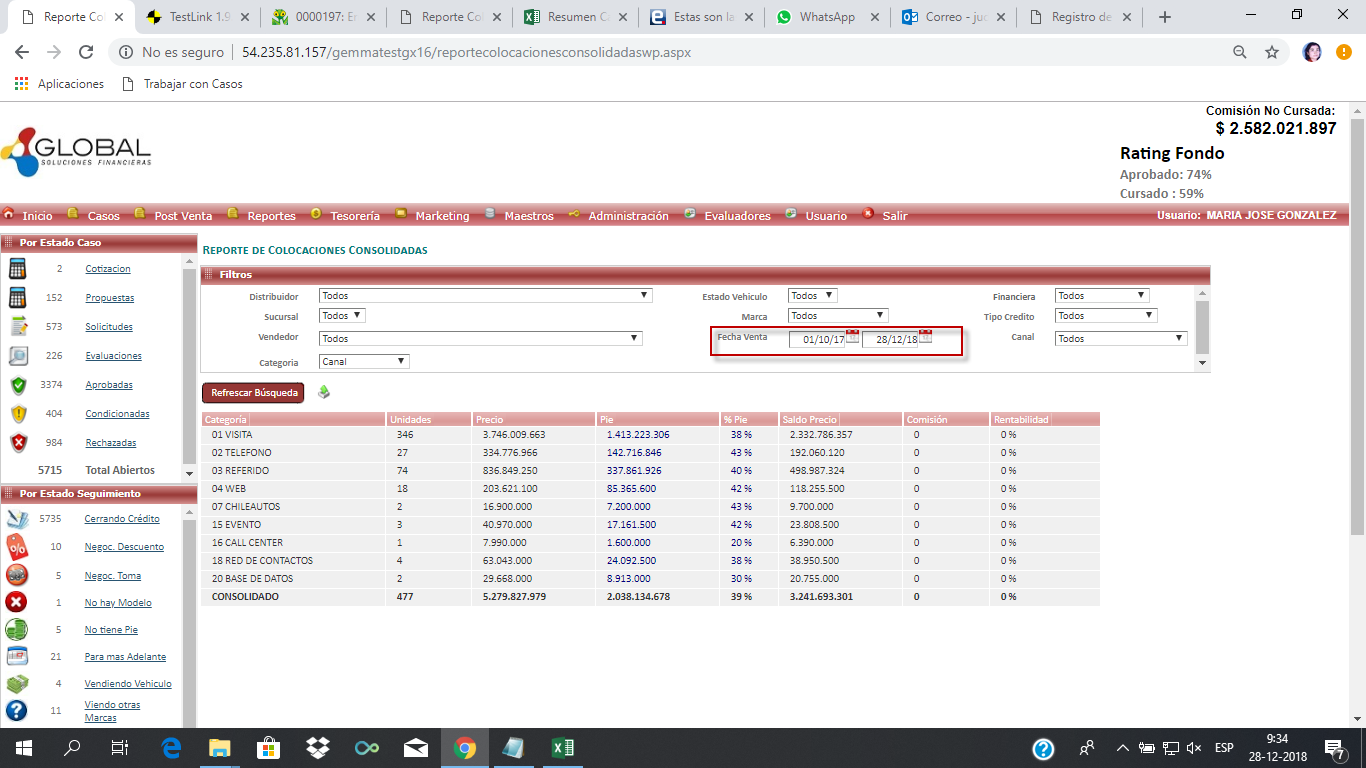 Reporte Col
TestLink 1.9
0000197: Er
Reporte Col
Resumen C
Estas son la
WhatsApp
Correo - juc
Registro de
No es seguro | 54.235.81.157/gemmatestgx16/reportecolocacionesconsolidadaswp.aspx
Aplicaciones Trabajar con Casos
Comisión No Cursada:
$ 2.582.021.897
GLOBAL
SOLUCIONES FINANCIERAS
Rating Fondo
Aprobado: 74%
Cursado : 59%
Inicio Casos Post Venta Reportes Tesorería Marketing Maestros Administración Evaluadores Usuario Salir Usuario: MARIA JOSE GONZALEZ
Por Estado Caso
2 Cotizacion
152 Propuestas
573 Solicitudes
226 Evaluaciones
3374 Aprobadas
404 Condicionadas
984 Rechazadas
5715 Total Abiertos
Por Estado Seguimiento
5735 Cerrando Crédito
10 Negoc. Descuento
5 Negoc. Toma
1 No hay Modelo
5 No tiene Pie
21 Para mas Adelante
4 Vendiendo Vehiculo
11 Viendo otras
Marcas
REPORTE DE COLOCACIONES CONSOLIDADAS
Filtros
Distribuidor Todos Estado Vehiculo Todos Financiera Todos
Sucursal Todos Marca Todos Tipo Credito Todos
Vendedor Todos Fecha Venta 01/10/17 28/12/18 Canal Todos
Categoria Canal
Refrescar Búsqueda
Categoría Unidades Precio Pie % Pie Saldo Precio Comisión Rentabilidad
01 VISITA 346 3.746.009.663 1.413.223.306 38 % 2.332.786.357 0 0 %
02 TELEFONO 27 334.776.966 142.716.846 43 % 192.060.120 0 0 %
03 REFERIDO 74 836.849.250 337.861.926 40 % 498.987.324 0 0 %
04 WEB 18 203.621.100 85.365.600 42 % 118.255.500 0 0 %
07 CHILEAUTOS 2 16.900.000 7.200.000 43 % 9.700.000 0 0 %
15 EVENTO 3 40.970.000 17.161.500 42 % 23.808.500 0 0 %
16 CALL CENTER 1 7.990.000 1.600.000 20 % 6.390.000 0 0 %
18 RED DE CONTACTOS 4 63.043.000 24.092.500 38 % 38.950.500 0 0 %
20 BASE DE DATOS 2 29.668.000 8.913.000 30 % 20.755.000 0 0 %
CONSOLIDADO 477 5.279.827.979 2.038.134.678 39 % 3.241.693.301 0 0 %
ESP
9:34
28-12-2018
7